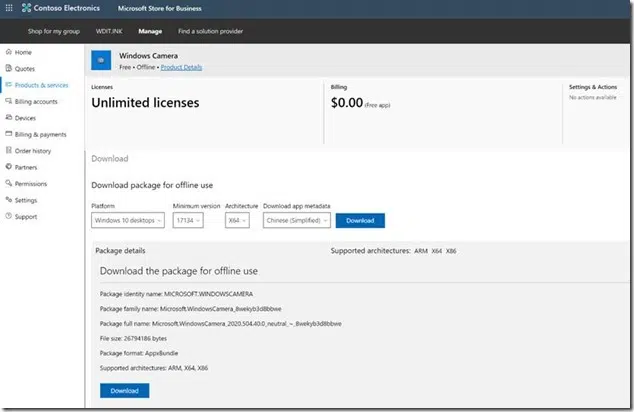 Contoso Electronics Microsoft Store for Business
Shop for my group WDIT.INK Manage Find a solution provider
Home
Quotes
Products & services
Billing accounts
Devices
Billing & payments
Order history
Partners
Permissions
Settings
Support
Windows Camera
Free • Offline • Product Details
Licenses
Unlimited licenses
Billing
$0.00 (Free app)
Settings & Actions
No actions available
Download
Download package for offline use
Platform Minimum version Architecture Download app metadata
Windows 10 desktops 17134 X64 Chinese (Simplified) Download
Package details Supported architectures: ARM X64 X86
Download the package for offline use
Package identity name: MICROSOFT.WINDOWSCAMERA
Package family name: Microsoft.WindowsCamera_8wekyb3d8bbwe
Package full name: Microsoft.WindowsCamera_2020.504.40.0_neutral_~_8wekyb3d8bbwe
File size: 26794186 bytes
Package format: AppxBundle
Supported architectures: ARM, X64, X86
Download